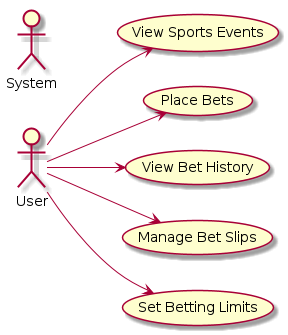 View Sports Events
System
Place Bets
View Bet History
User
Manage Bet Slips
Set Betting Limits